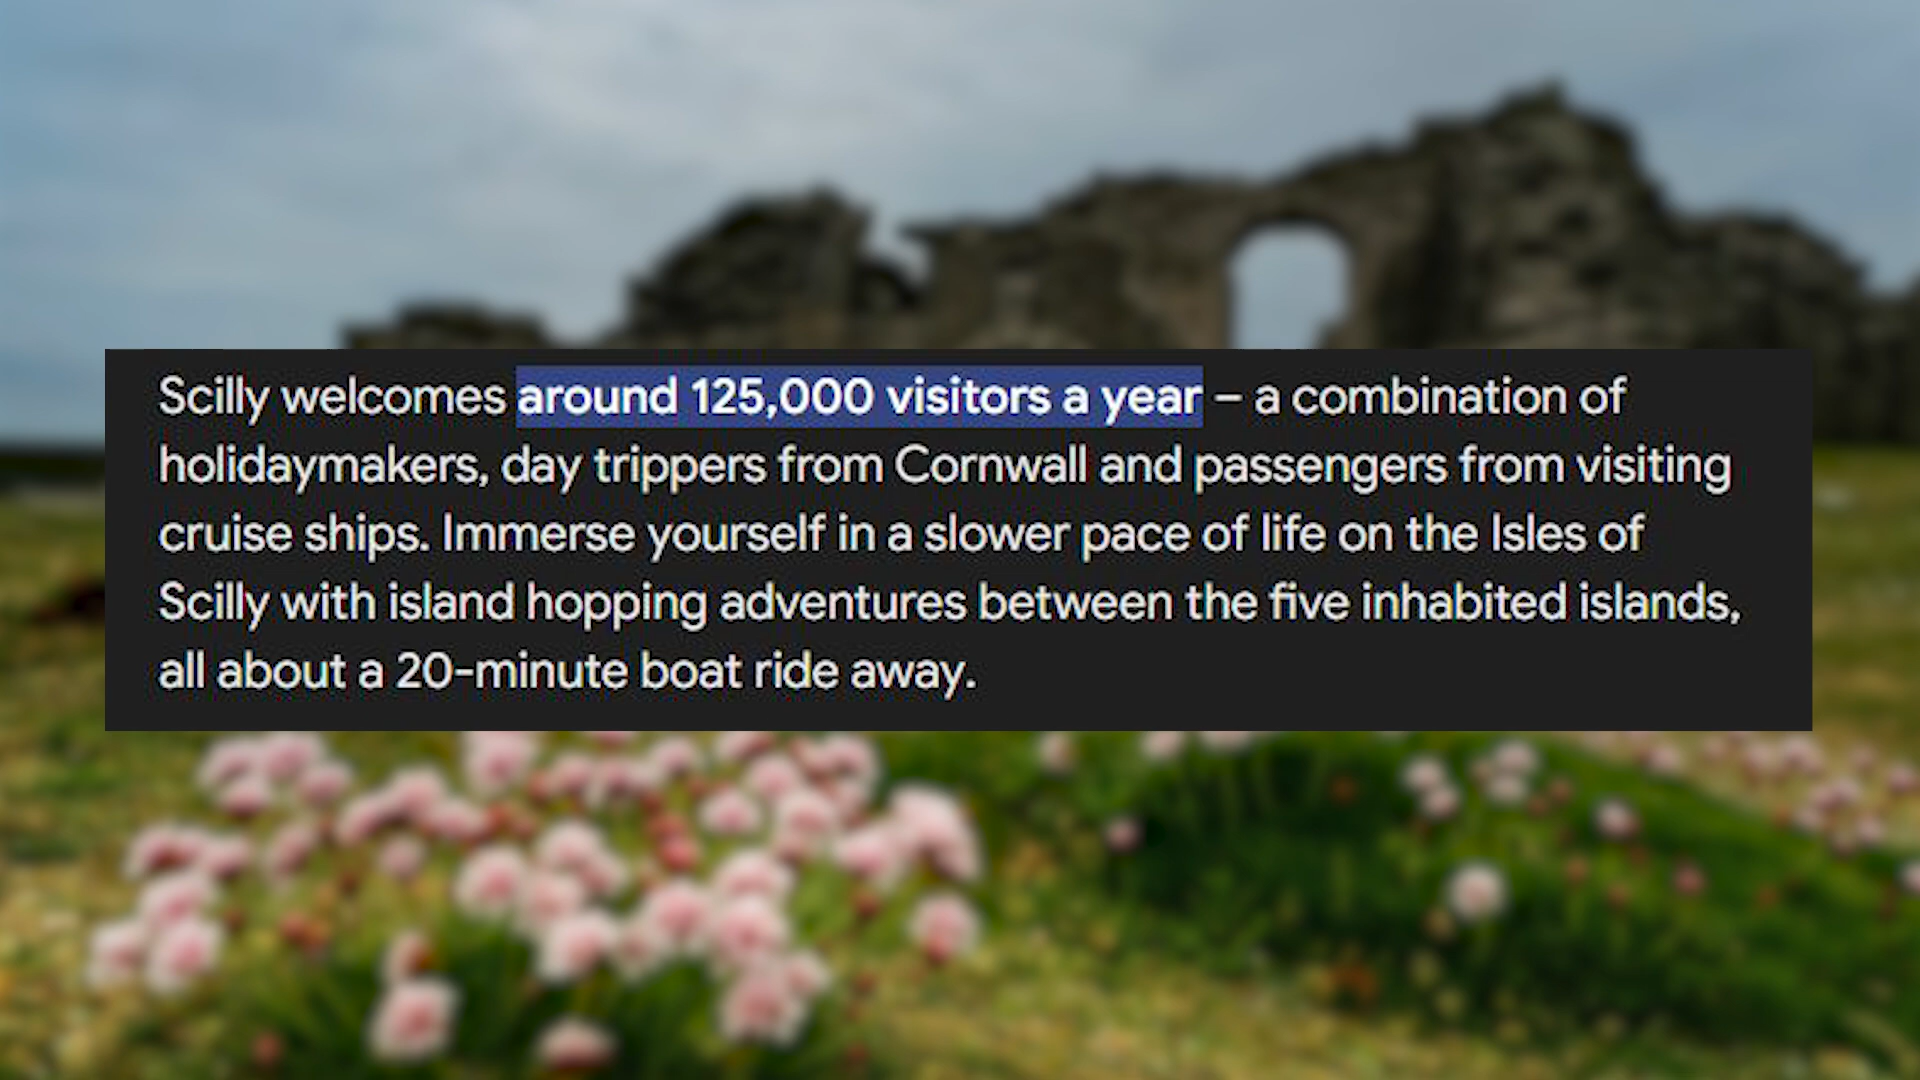 Scilly welcomes around 125,000 visitors a year – a combination of
holidaymakers, day trippers from Cornwall and passengers from visiting
cruise ships. Immerse yourself in a slower pace of life on the Isles of
Scilly with island hopping adventures between the five inhabited islands,
all about a 20-minute boat ride away.